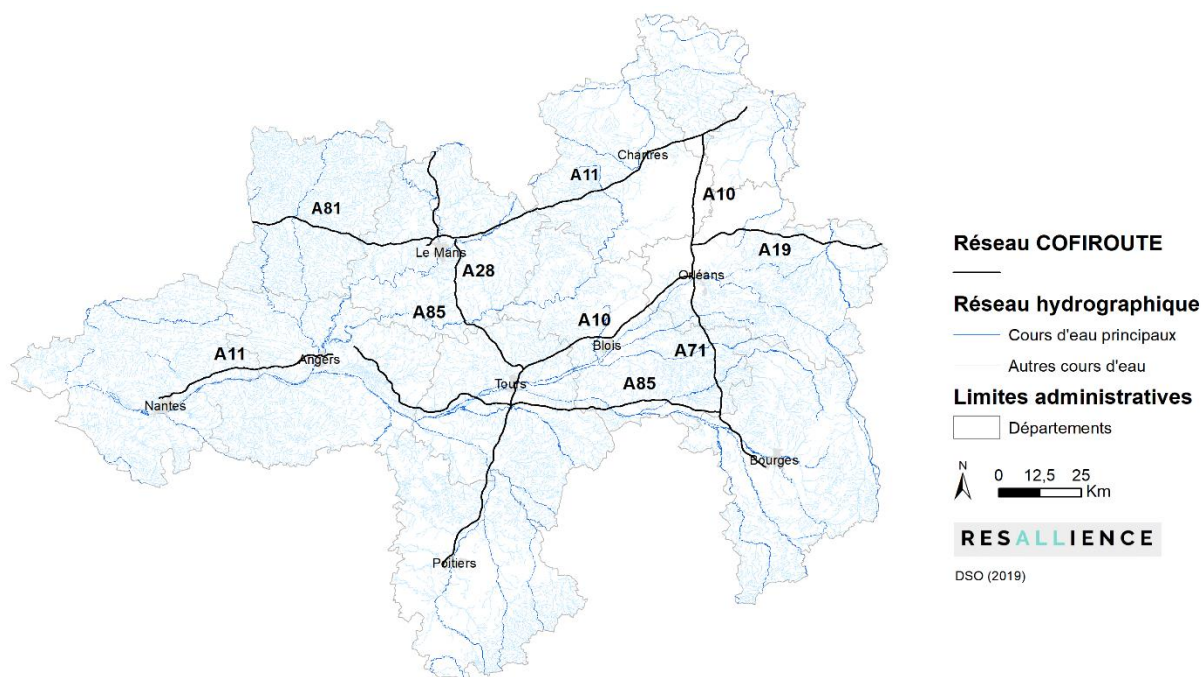 Chartres
A11
A10
A81
A19
Le Mans
Orléans
A28
A85
A10
Blois
A71
A11
Angers
A85
Tours
Nantes
Bourges
Poitiers
Réseau COFIROUTE
Réseau hydrographique
Cours d'eau principaux
Autres cours d'eau
Limites administratives
Départements
N
0 12,5 25
Km
RESALLIENCE
DSO (2019)